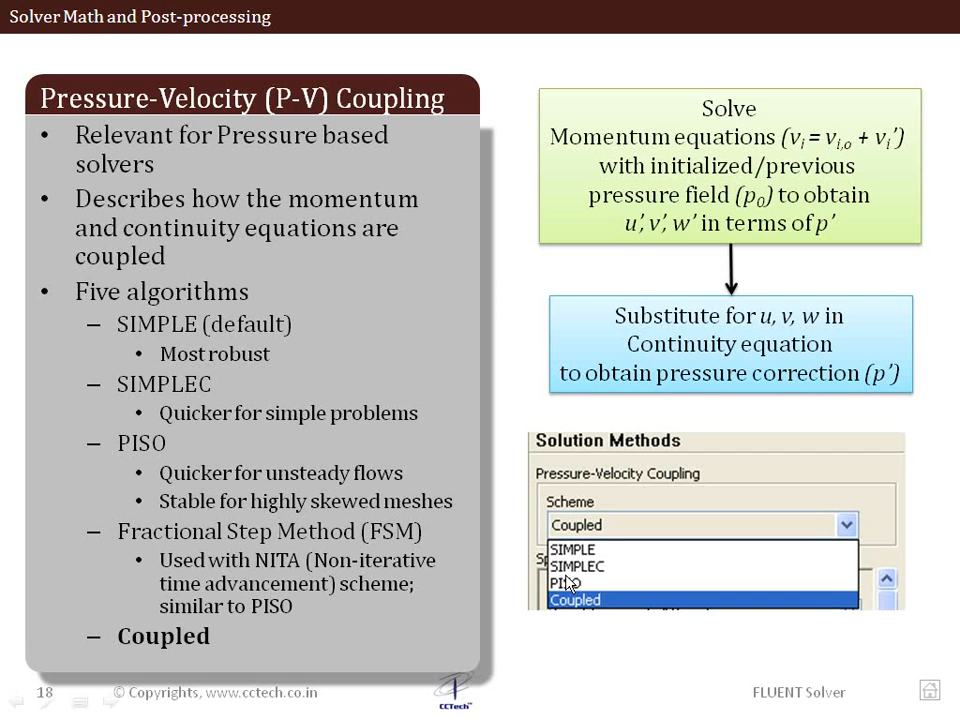 Solver Math and Post-processing
Pressure-Velocity (P-V) Coupling
• Relevant for Pressure based
solvers
• Describes how the momentum
and continuity equations are
coupled
• Five algorithms
– SIMPLE (default)
• Most robust
– SIMPLEC
• Quicker for simple problems
– PISO
• Quicker for unsteady flows
• Stable for highly skewed meshes
– Fractional Step Method (FSM)
• Used with NITA (Non-iterative
time advancement) scheme;
similar to PISO
– Coupled
Solve
Momentum equations (vi = vi,o + vi’)
with initialized/previous
pressure field (p0) to obtain
u’, v’, w’ in terms of p’
Substitute for u, v, w in
Continuity equation
to obtain pressure correction (p’)
Solution Methods
Pressure-Velocity Coupling
Scheme
Coupled
SIMPLE
SIMPLEC
PISO
Coupled
18
© Copyrights, www.cctech.co.in
CCTech
FLUENT Solver